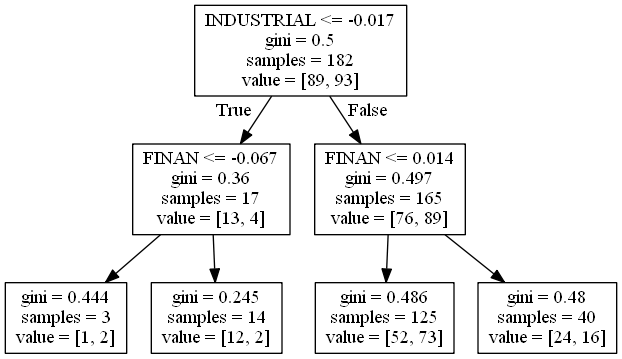 INDUSTRIAL <= -0.017
gini = 0.5
samples = 182
value = [89, 93]
True
False
FINAN <= -0.067
gini = 0.36
samples = 17
value = [13, 4]
FINAN <= 0.014
gini = 0.497
samples = 165
value = [76, 89]
gini = 0.444
samples = 3
value = [1, 2]
gini = 0.245
samples = 14
value = [12, 2]
gini = 0.486
samples = 125
value = [52, 73]
gini = 0.48
samples = 40
value = [24, 16]